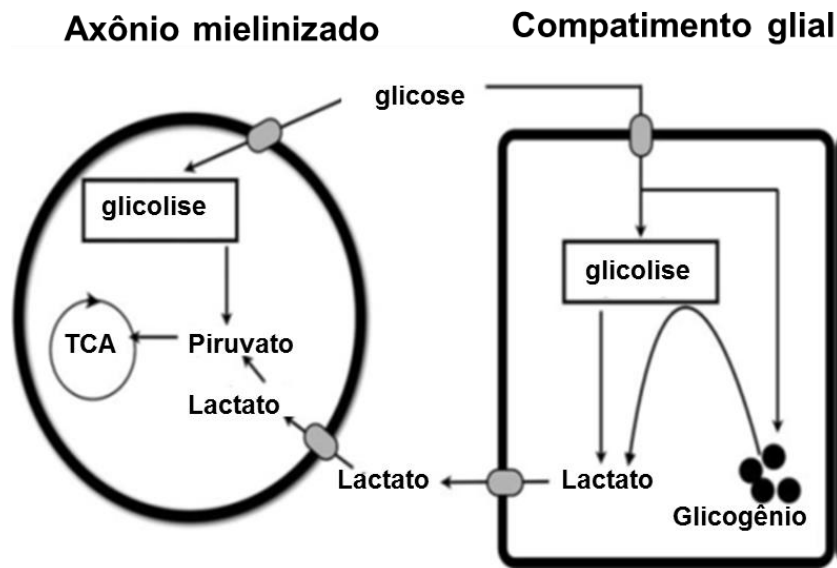 Axônio mielinizado
Compatimento glial
glicose
glicolise
glicolise
TCA
Piruvato
Lactato
Lactato
Lactato
Glicogênio